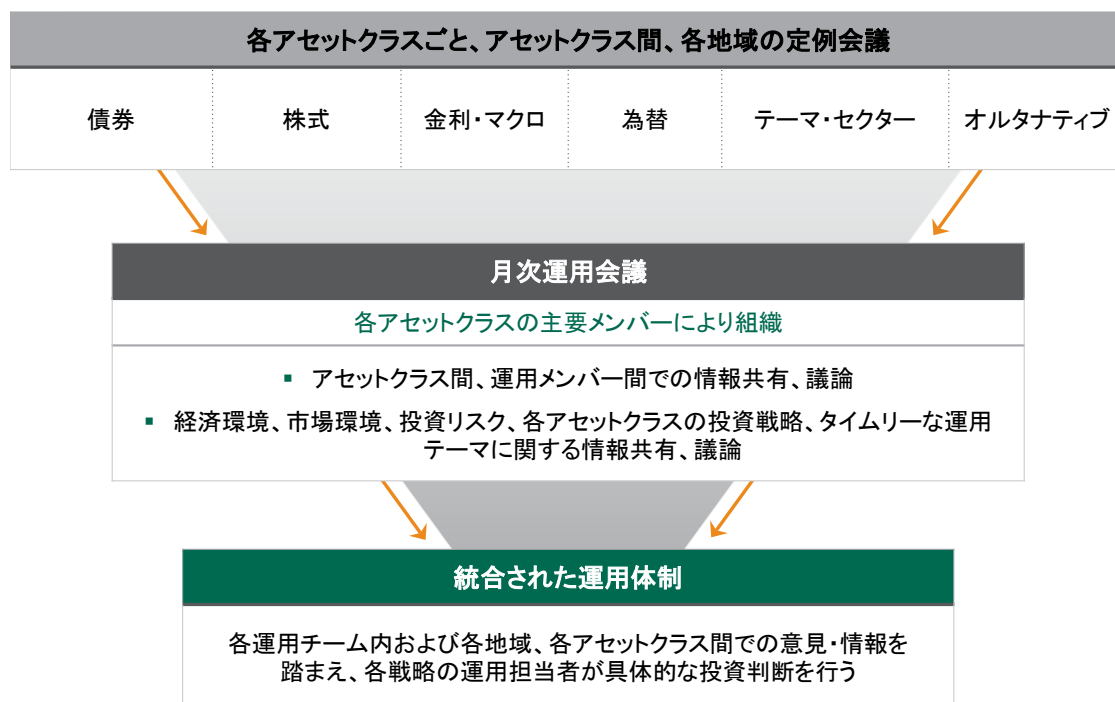 各アセットクラスごと、アセットクラス間、各地域の定例会議
債券 株式 金利・マクロ 為替 テーマ・セクター オルタナティブ
月次運用会議
各アセットクラスの主要メンバーにより組織
▪ アセットクラス間、運用メンバー間での情報共有、議論
▪ 経済環境、市場環境、投資リスク、各アセットクラスの投資戦略、タイムリーな運用
テーマに関する情報共有、議論
統合された運用体制
各運用チーム内および各地域、各アセットクラス間での意見・情報を
踏まえ、各戦略の運用担当者が具体的な投資判断を行う